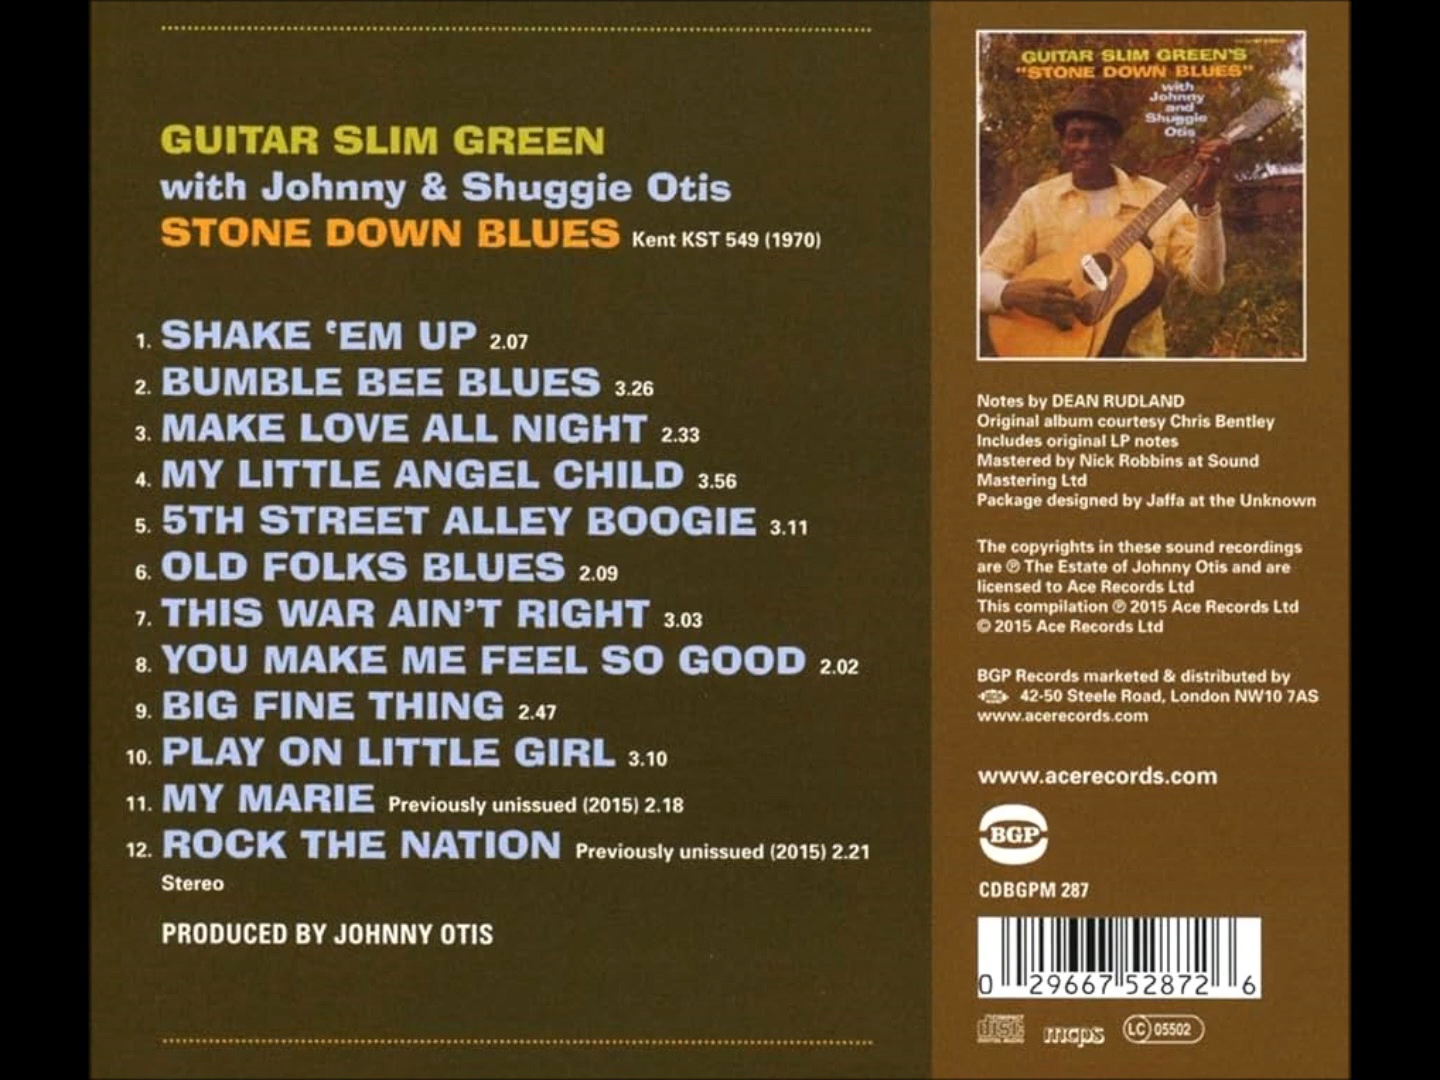 GUITAR SLIM GREEN
with Johnny & Shuggie Otis
STONE DOWN BLUES Kent KST 549 (1970)
1. SHAKE ‘EM UP 2.07
2. BUMBLE BEE BLUES 3.26
3. MAKE LOVE ALL NIGHT 2.33
4. MY LITTLE ANGEL CHILD 3.56
5. 5TH STREET ALLEY BOOGIE 3.11
6. OLD FOLKS BLUES 2.09
7. THIS WAR AIN’T RIGHT 3.03
8. YOU MAKE ME FEEL SO GOOD 2.02
9. BIG FINE THING 2.47
10. PLAY ON LITTLE GIRL 3.10
11. MY MARIE Previously unissued (2015) 2.18
12. ROCK THE NATION Previously unissued (2015) 2.21
Stereo
PRODUCED BY JOHNNY OTIS
GUITAR SLIM GREEN'S
"STONE DOWN BLUES"
with
Johnny
and
Shuggie
Otis
Notes by DEAN RUDLAND
Original album courtesy Chris Bentley
Includes original LP notes
Mastered by Nick Robbins at Sound
Mastering Ltd
Package designed by Jaffa at the Unknown
The copyrights in these sound recordings
are ℗ The Estate of Johnny Otis and are
licensed to Ace Records Ltd
This compilation ℗ 2015 Ace Records Ltd
© 2015 Ace Records Ltd
BGP Records marketed & distributed by
42-50 Steele Road, London NW10 7AS
www.acerecords.com
www.acerecords.com
BGP
CDBGPM 287
0 29667 52872 6
COMPACT
disc
DIGITAL AUDIO
mcps
LC 05502